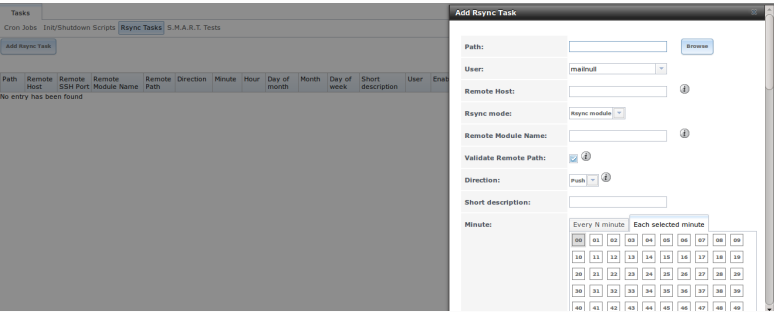 Tasks
Cron Jobs Init/Shutdown Scripts Rsync Tasks S.M.A.R.T. Tests
Add Rsync Task
Path Remote Host Remote SSH Port Remote Module Name Remote Path Direction Minute Hour Day of month Month Day of week Short description User Enab
No entry has been found
Add Rsync Task
Path: Browse
User: mailnull
Remote Host:
Rsync mode: Rsync module
Remote Module Name:
Validate Remote Path:
Direction: Push
Short description:
Minute: Every N minute Each selected minute
00 01 02 03 04 05 06 07 08 09
10 11 12 13 14 15 16 17 18 19
20 21 22 23 24 25 26 27 28 29
30 31 32 33 34 35 36 37 38 39
40 41 42 43 44 45 46 47 48 49